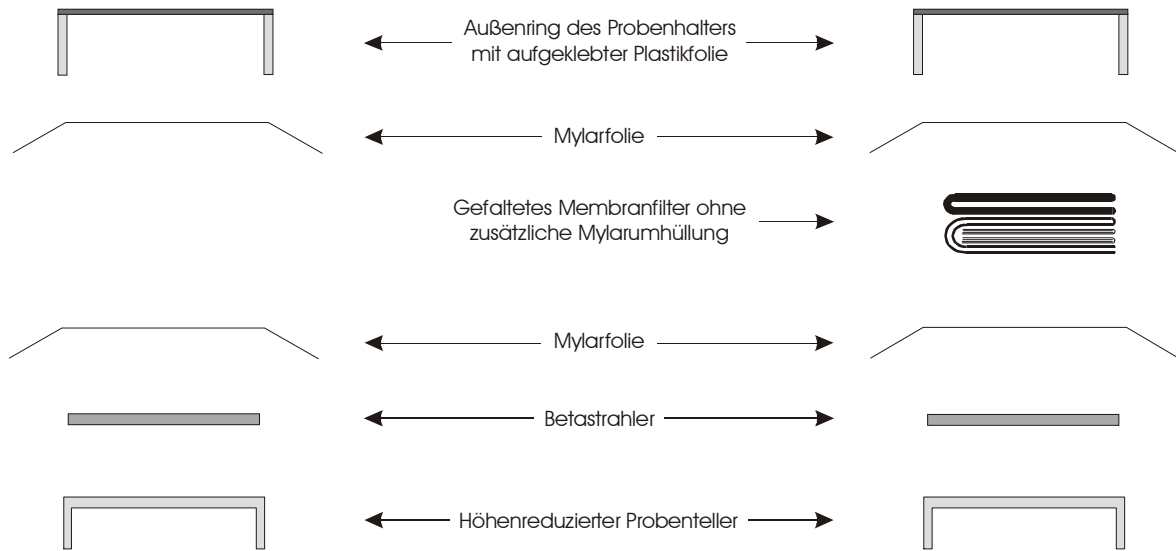 Außenring des Probenhalters
mit aufgeklebter Plastikfolie
Mylarfolie
Gefaltetes Membranfilter ohne
zusätzliche Mylarumhüllung
Mylarfolie
Betastrahler
Höhenreduzierter Probenteller